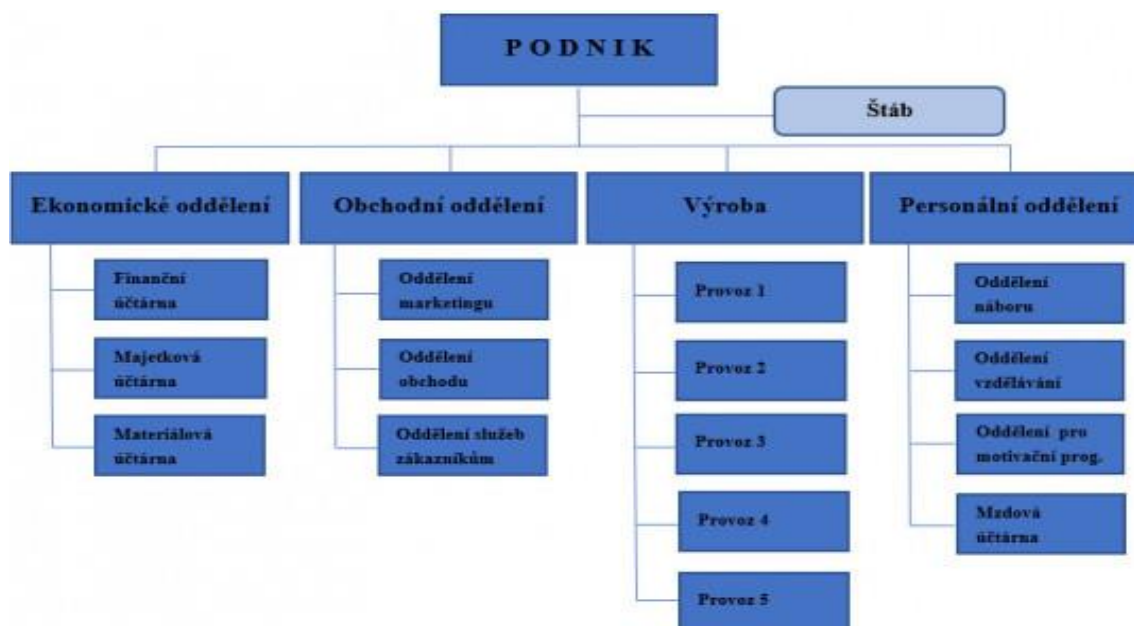 P O D N I K
Štáb
Ekonomické oddělení
Finanční
účtárna
Majetková
účtárna
Materiálová
účtárna
Obchodní oddělení
Oddělení
marketingu
Oddělení
obchodu
Oddělení služeb
zákazníkům
Výroba
Provoz 1
Provoz 2
Provoz 3
Provoz 4
Provoz 5
Personální oddělení
Oddělení
náboru
Oddělení
vzdělávání
Oddělení pro
motivační prog.
Mzdová
účtárna